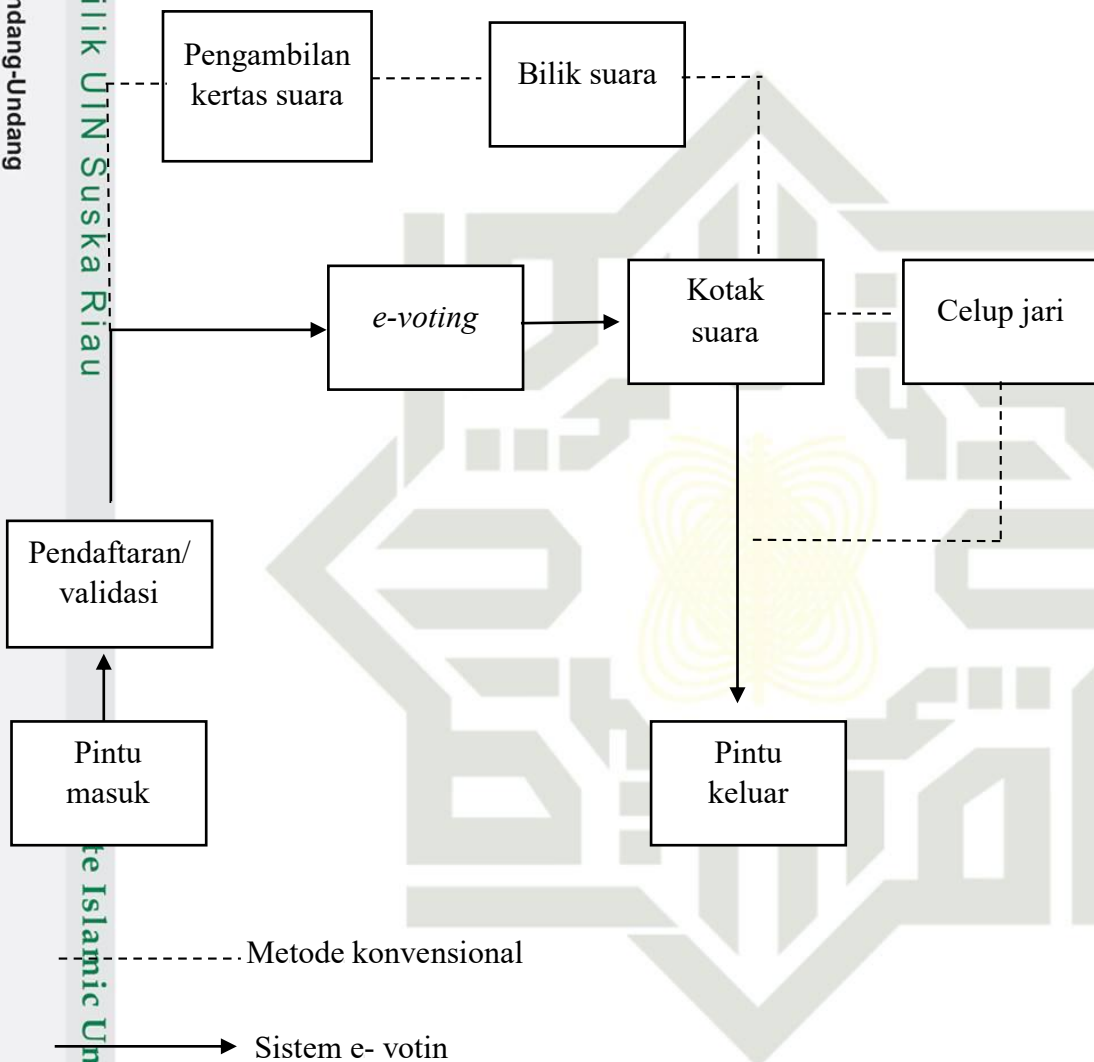 ndang-Undang
ilik UIN Suska Riau
te Islamic Un
Pengambilan
kertas suara
Bilik suara
e-voting
Kotak
suara
Celup jari
Pendaftaran/
validasi
Pintu
masuk
Pintu
keluar
Metode konvensional
Sistem e- votin